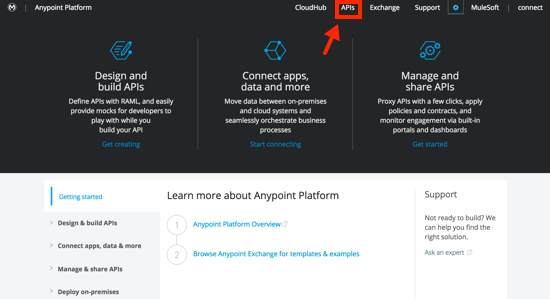 Anypoint Platform
CloudHub
APIs
Exchange
Support
MuleSoft
connect
Design and
build APIs
Define APIs with RAML, and easily
provide mocks for developers to
play with while you
build your API
Get creating
Connect apps,
data and more
Move data between on-premises
and cloud systems and
seamlessly orchestrate business
processes
Start connecting
Manage and
share APIs
Proxy APIs with a few clicks, apply
policies and contracts, and
monitor engagement via built-in
portals and dashboards
Get started
Getting started
Design & build APIs
Connect apps, data & more
Manage & share APIs
Deploy on-premises
Learn more about Anypoint Platform
1 Anypoint Platform Overview
2 Browse Anypoint Exchange for templates & examples
Support
Not ready to build? We
can help you find the
right solution.
Ask an expert